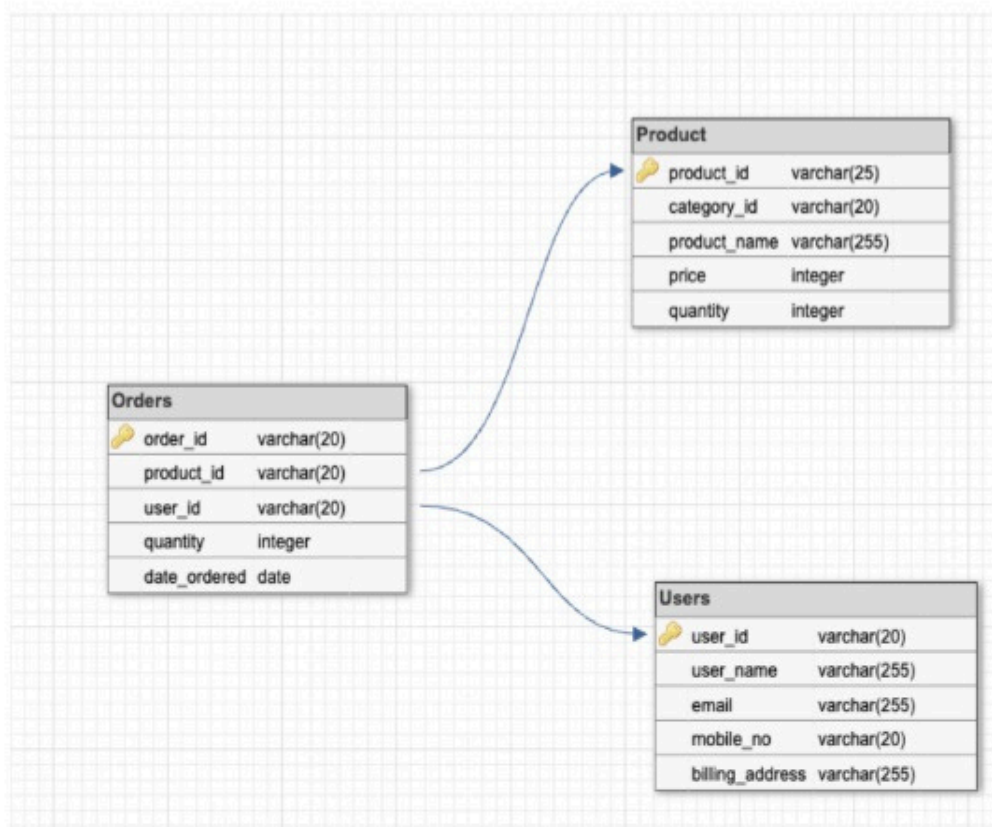 Product
product_id varchar(25)
category_id varchar(20)
product_name varchar(255)
price integer
quantity integer
Orders
order_id varchar(20)
product_id varchar(20)
user_id varchar(20)
quantity integer
date_ordered date
Users
user_id varchar(20)
user_name varchar(255)
email varchar(255)
mobile_no varchar(20)
billing_address varchar(255)